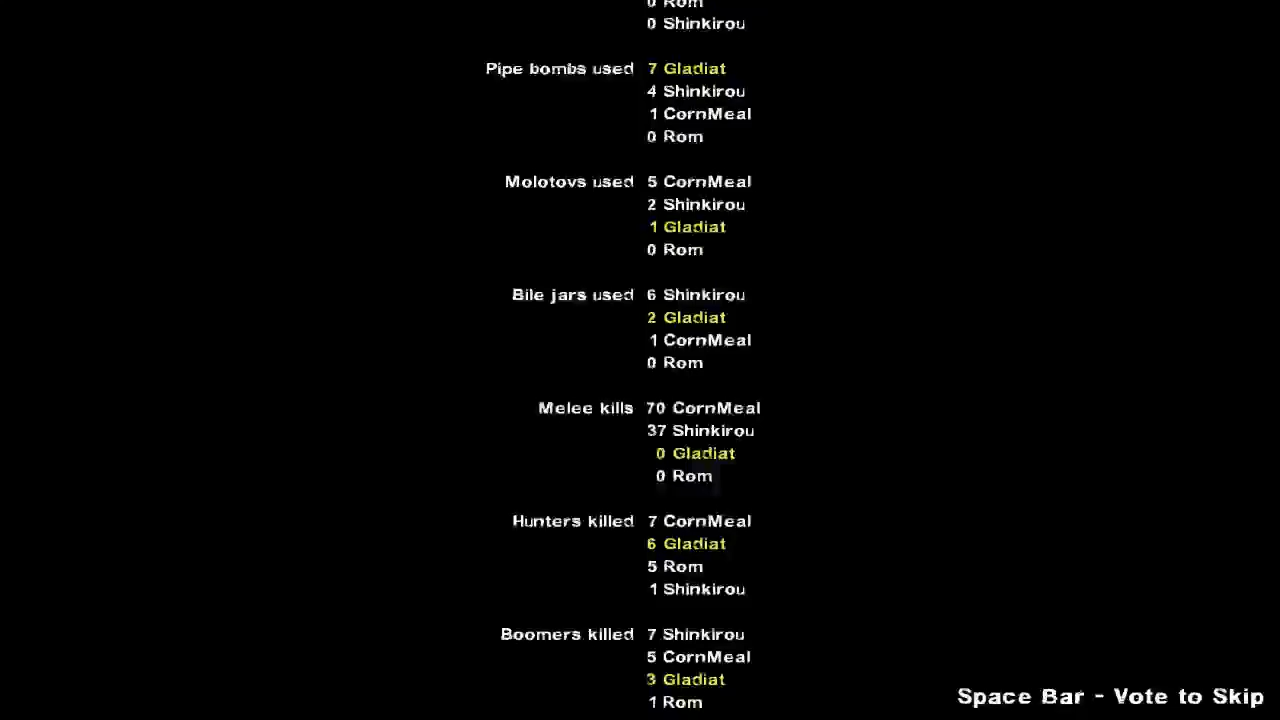 0 Rom
0 Shinkirou
Pipe bombs used 7 Gladiat
4 Shinkirou
1 CornMeal
0 Rom
Molotovs used 5 CornMeal
2 Shinkirou
1 Gladiat
0 Rom
Bile jars used 6 Shinkirou
2 Gladiat
1 CornMeal
0 Rom
Melee kills 70 CornMeal
37 Shinkirou
0 Gladiat
0 Rom
Hunters killed 7 CornMeal
6 Gladiat
5 Rom
1 Shinkirou
Boomers killed 7 Shinkirou
5 CornMeal
3 Gladiat
1 Rom
Space Bar - Vote to Skip